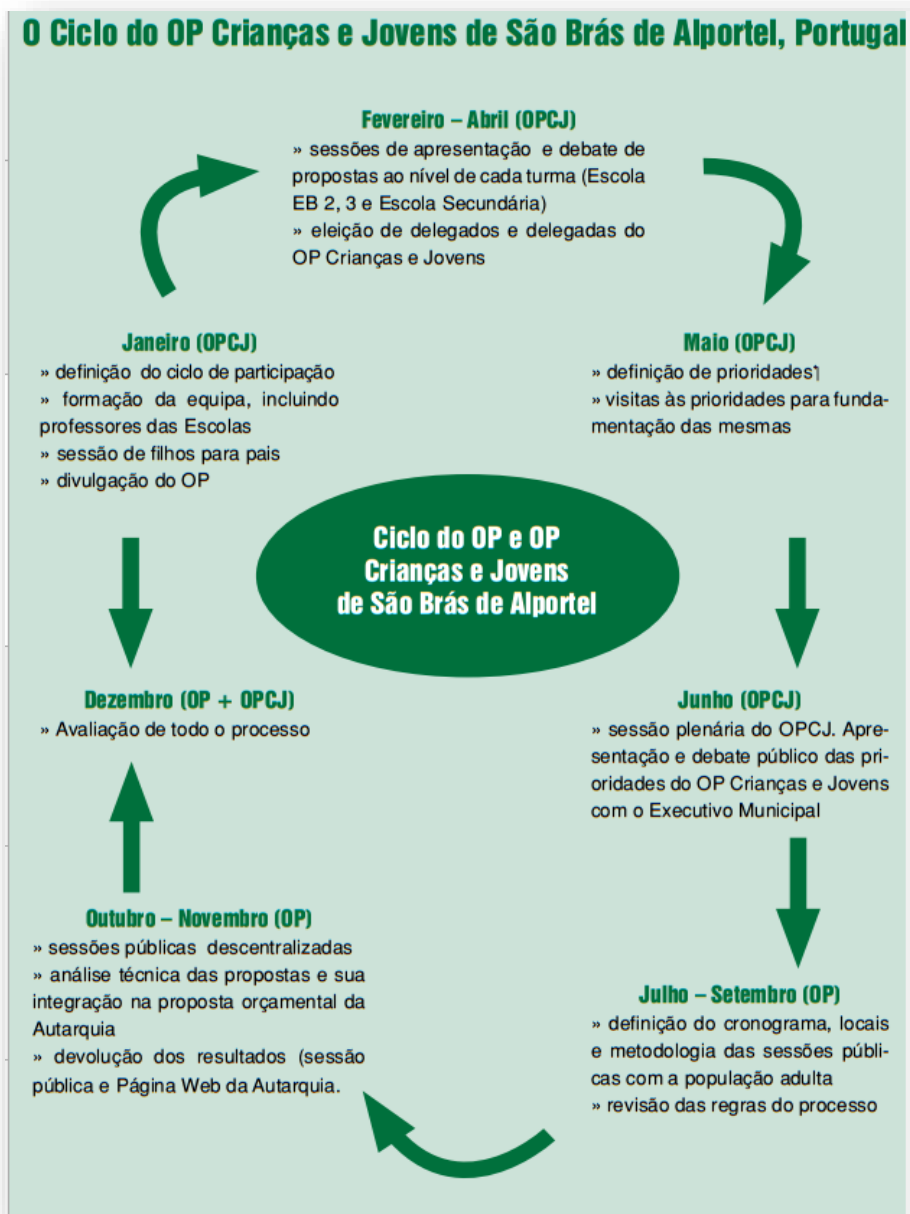 O Ciclo do OP Crianças e Jovens de São Brás de Alportel, Portugal
Fevereiro – Abril (OPCJ)
» sessões de apresentação e debate de
propostas ao nível de cada turma (Escola
EB 2, 3 e Escola Secundária)
» eleição de delegados e delegadas do
OP Crianças e Jovens
Maio (OPCJ)
» definição de prioridades
» visitas às prioridades para funda-
mentação das mesmas
Junho (OPCJ)
» sessão plenária do OPCJ. Apre-
sentação e debate público das pri-
oridades do OP Crianças e Jovens
com o Executivo Municipal
Julho – Setembro (OP)
» definição do cronograma, locais
e metodologia das sessões públi-
cas com a população adulta
» revisão das regras do processo
Outubro – Novembro (OP)
» sessões públicas descentralizadas
» análise técnica das propostas e sua
integração na proposta orçamental da
Autarquia
» devolução dos resultados (sessão
pública e Página Web da Autarquia.
Dezembro (OP + OPCJ)
» Avaliação de todo o processo
Janeiro (OPCJ)
» definição do ciclo de participação
» formação da equipa, incluindo
professores das Escolas
» sessão de filhos para pais
» divulgação do OP
Ciclo do OP e OP
Crianças e Jovens
de São Brás de Alportel